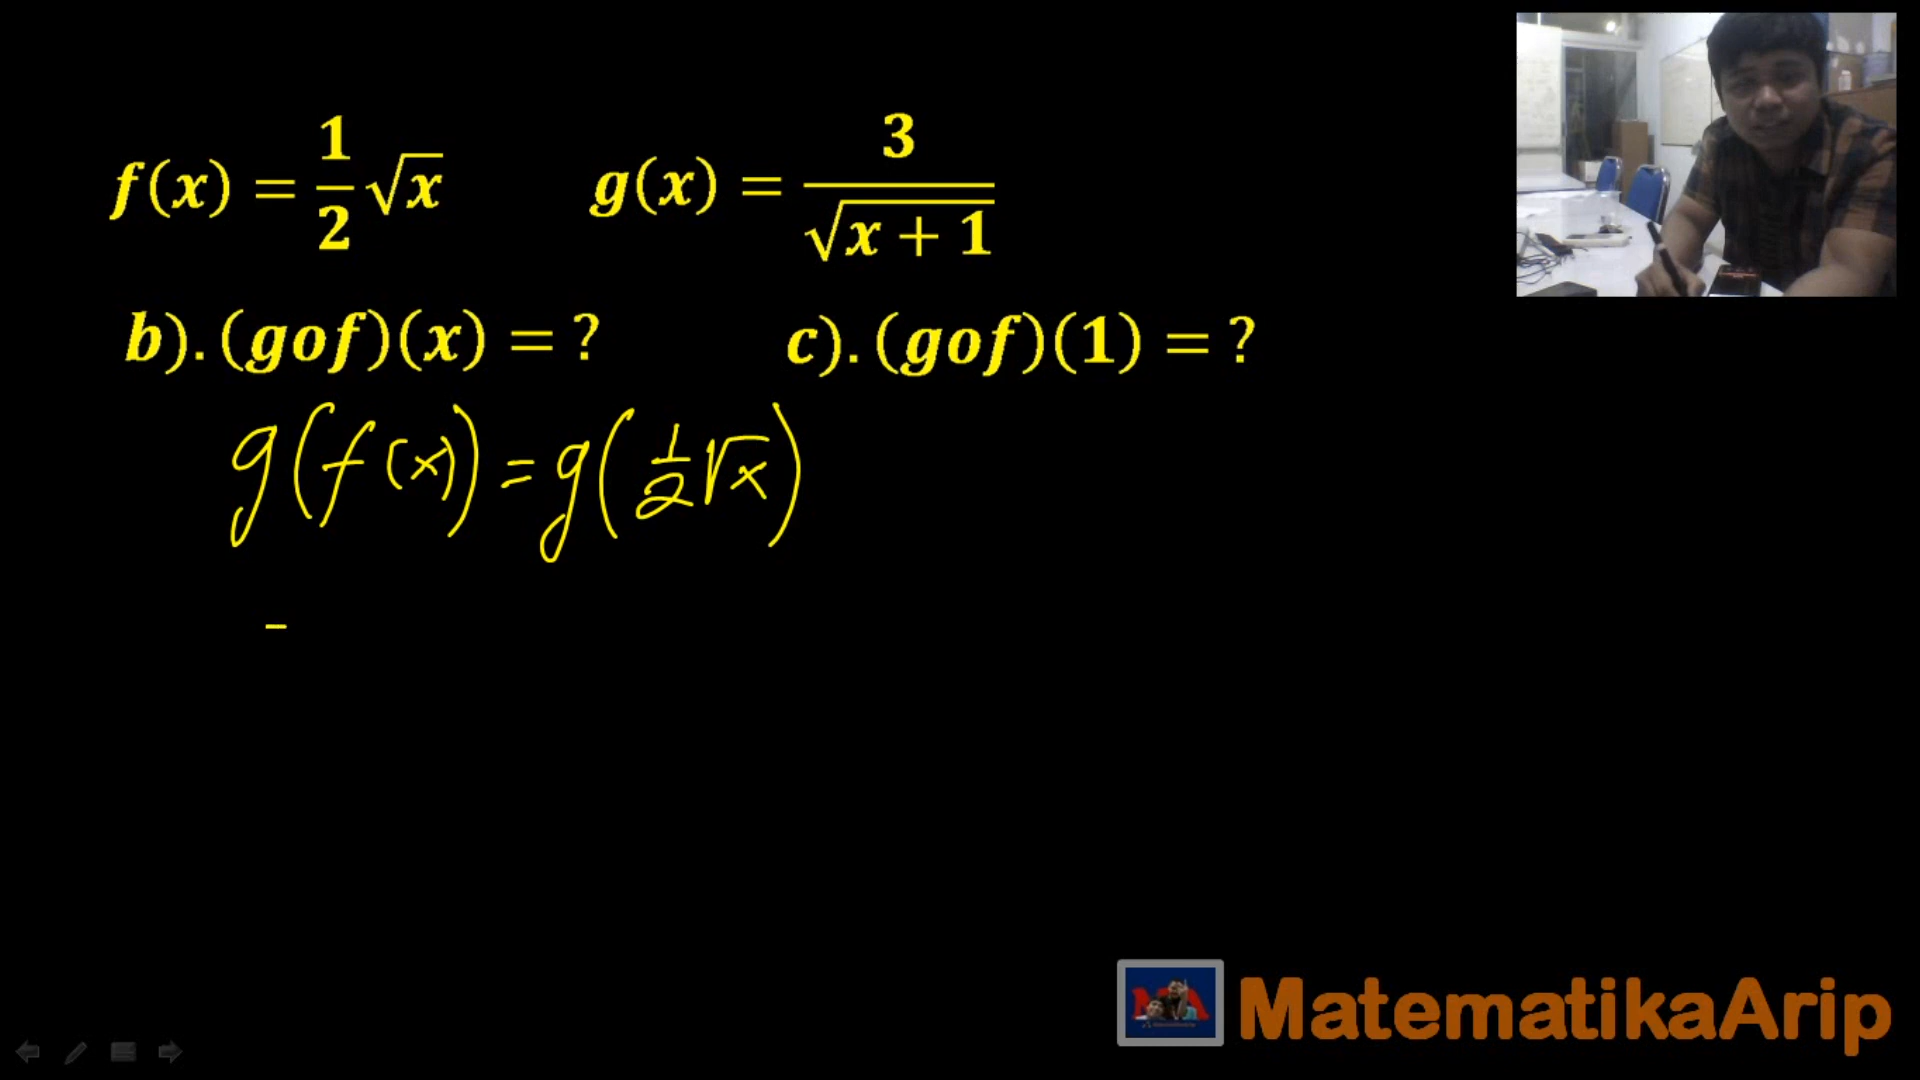 f(x) = 1/2 √x   g(x) = 3/√(x + 1)
b). (gof)(x) = ?   c). (gof)(1) = ?
g(f(x)) = g(1/2 √x)
MatematikaArip